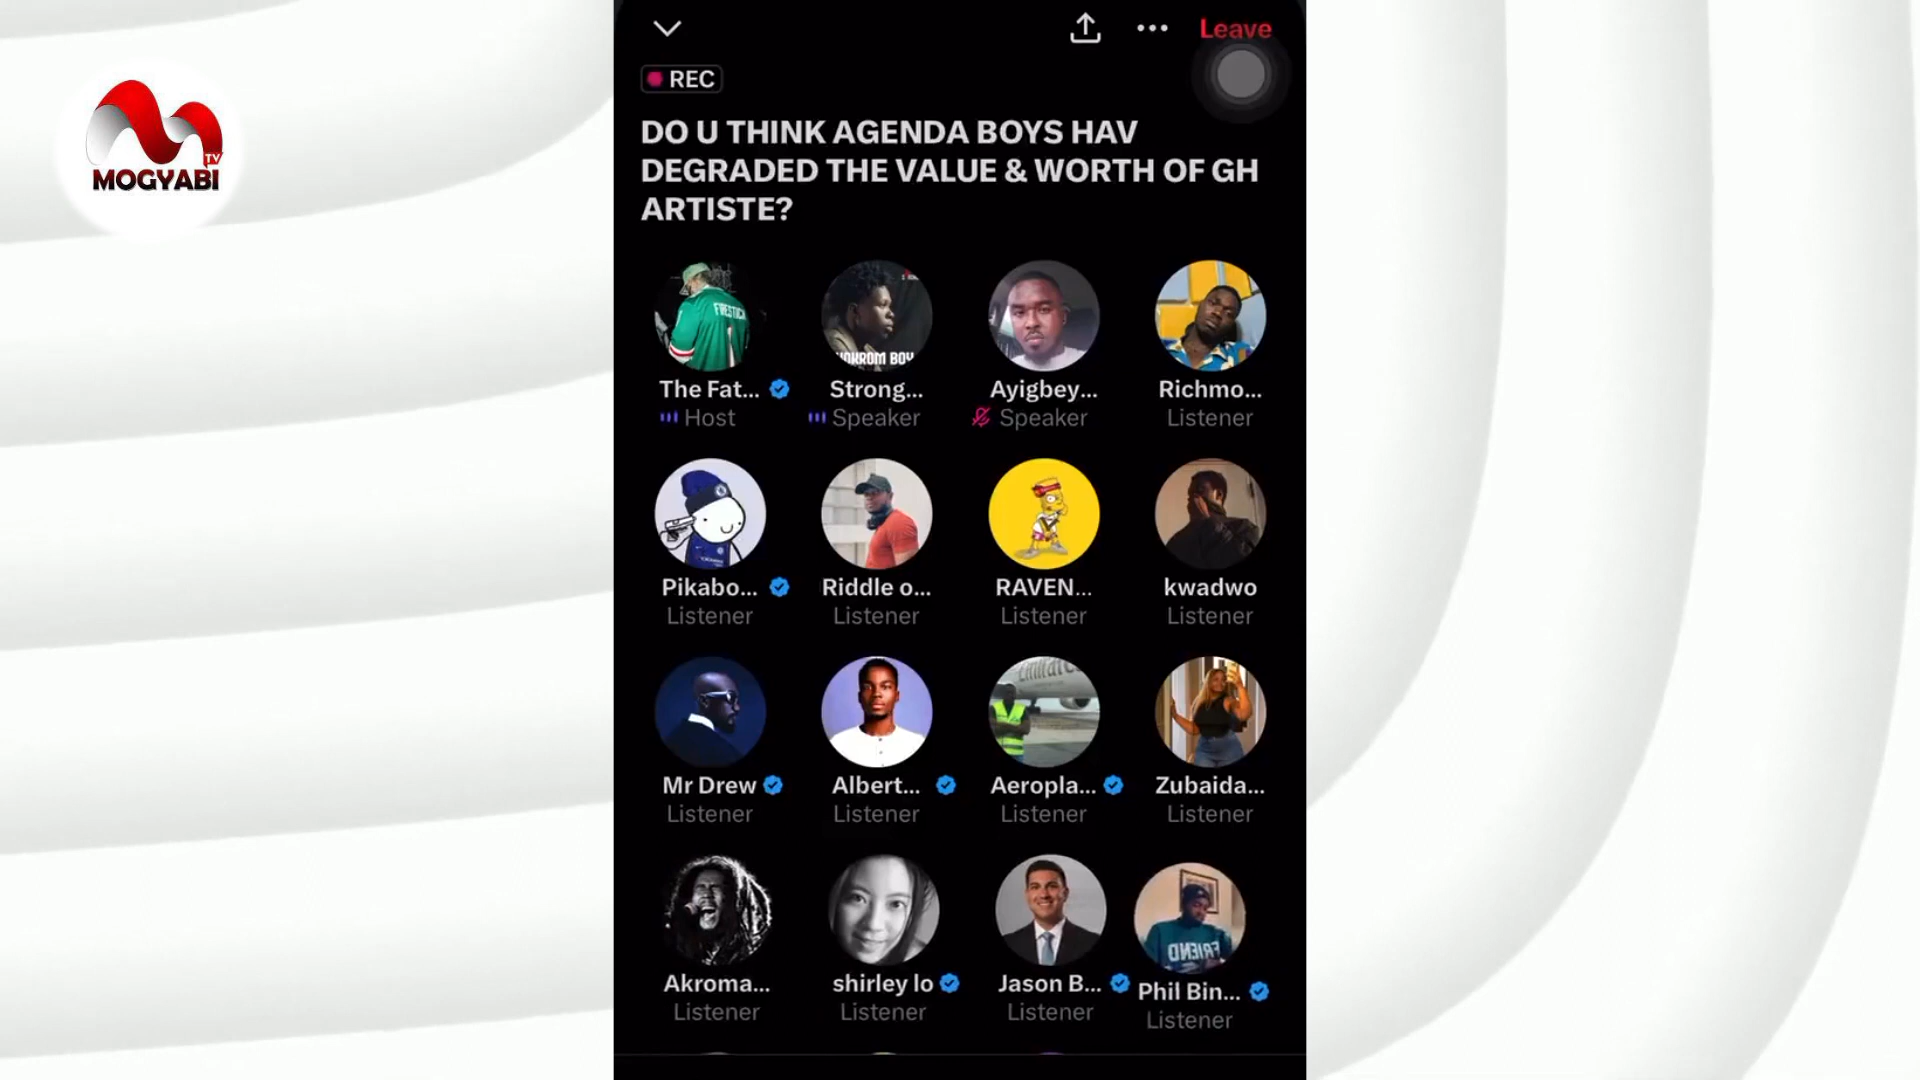 Leave
REC
TV
MOGYABI
DO U THINK AGENDA BOYS HAV
DEGRADED THE VALUE & WORTH OF GH
ARTISTE?
The Fat... Strong... Ayigbey... Richmo...
Host Speaker Speaker Listener
Pikabo... Riddle o... RAVEN... kwadwo
Listener Listener Listener Listener
Mr Drew Albert... Aeropla... Zubaida...
Listener Listener Listener Listener
FRIEND
Akroma... shirley lo Jason B... Phil Bin...
Listener Listener Listener Listener